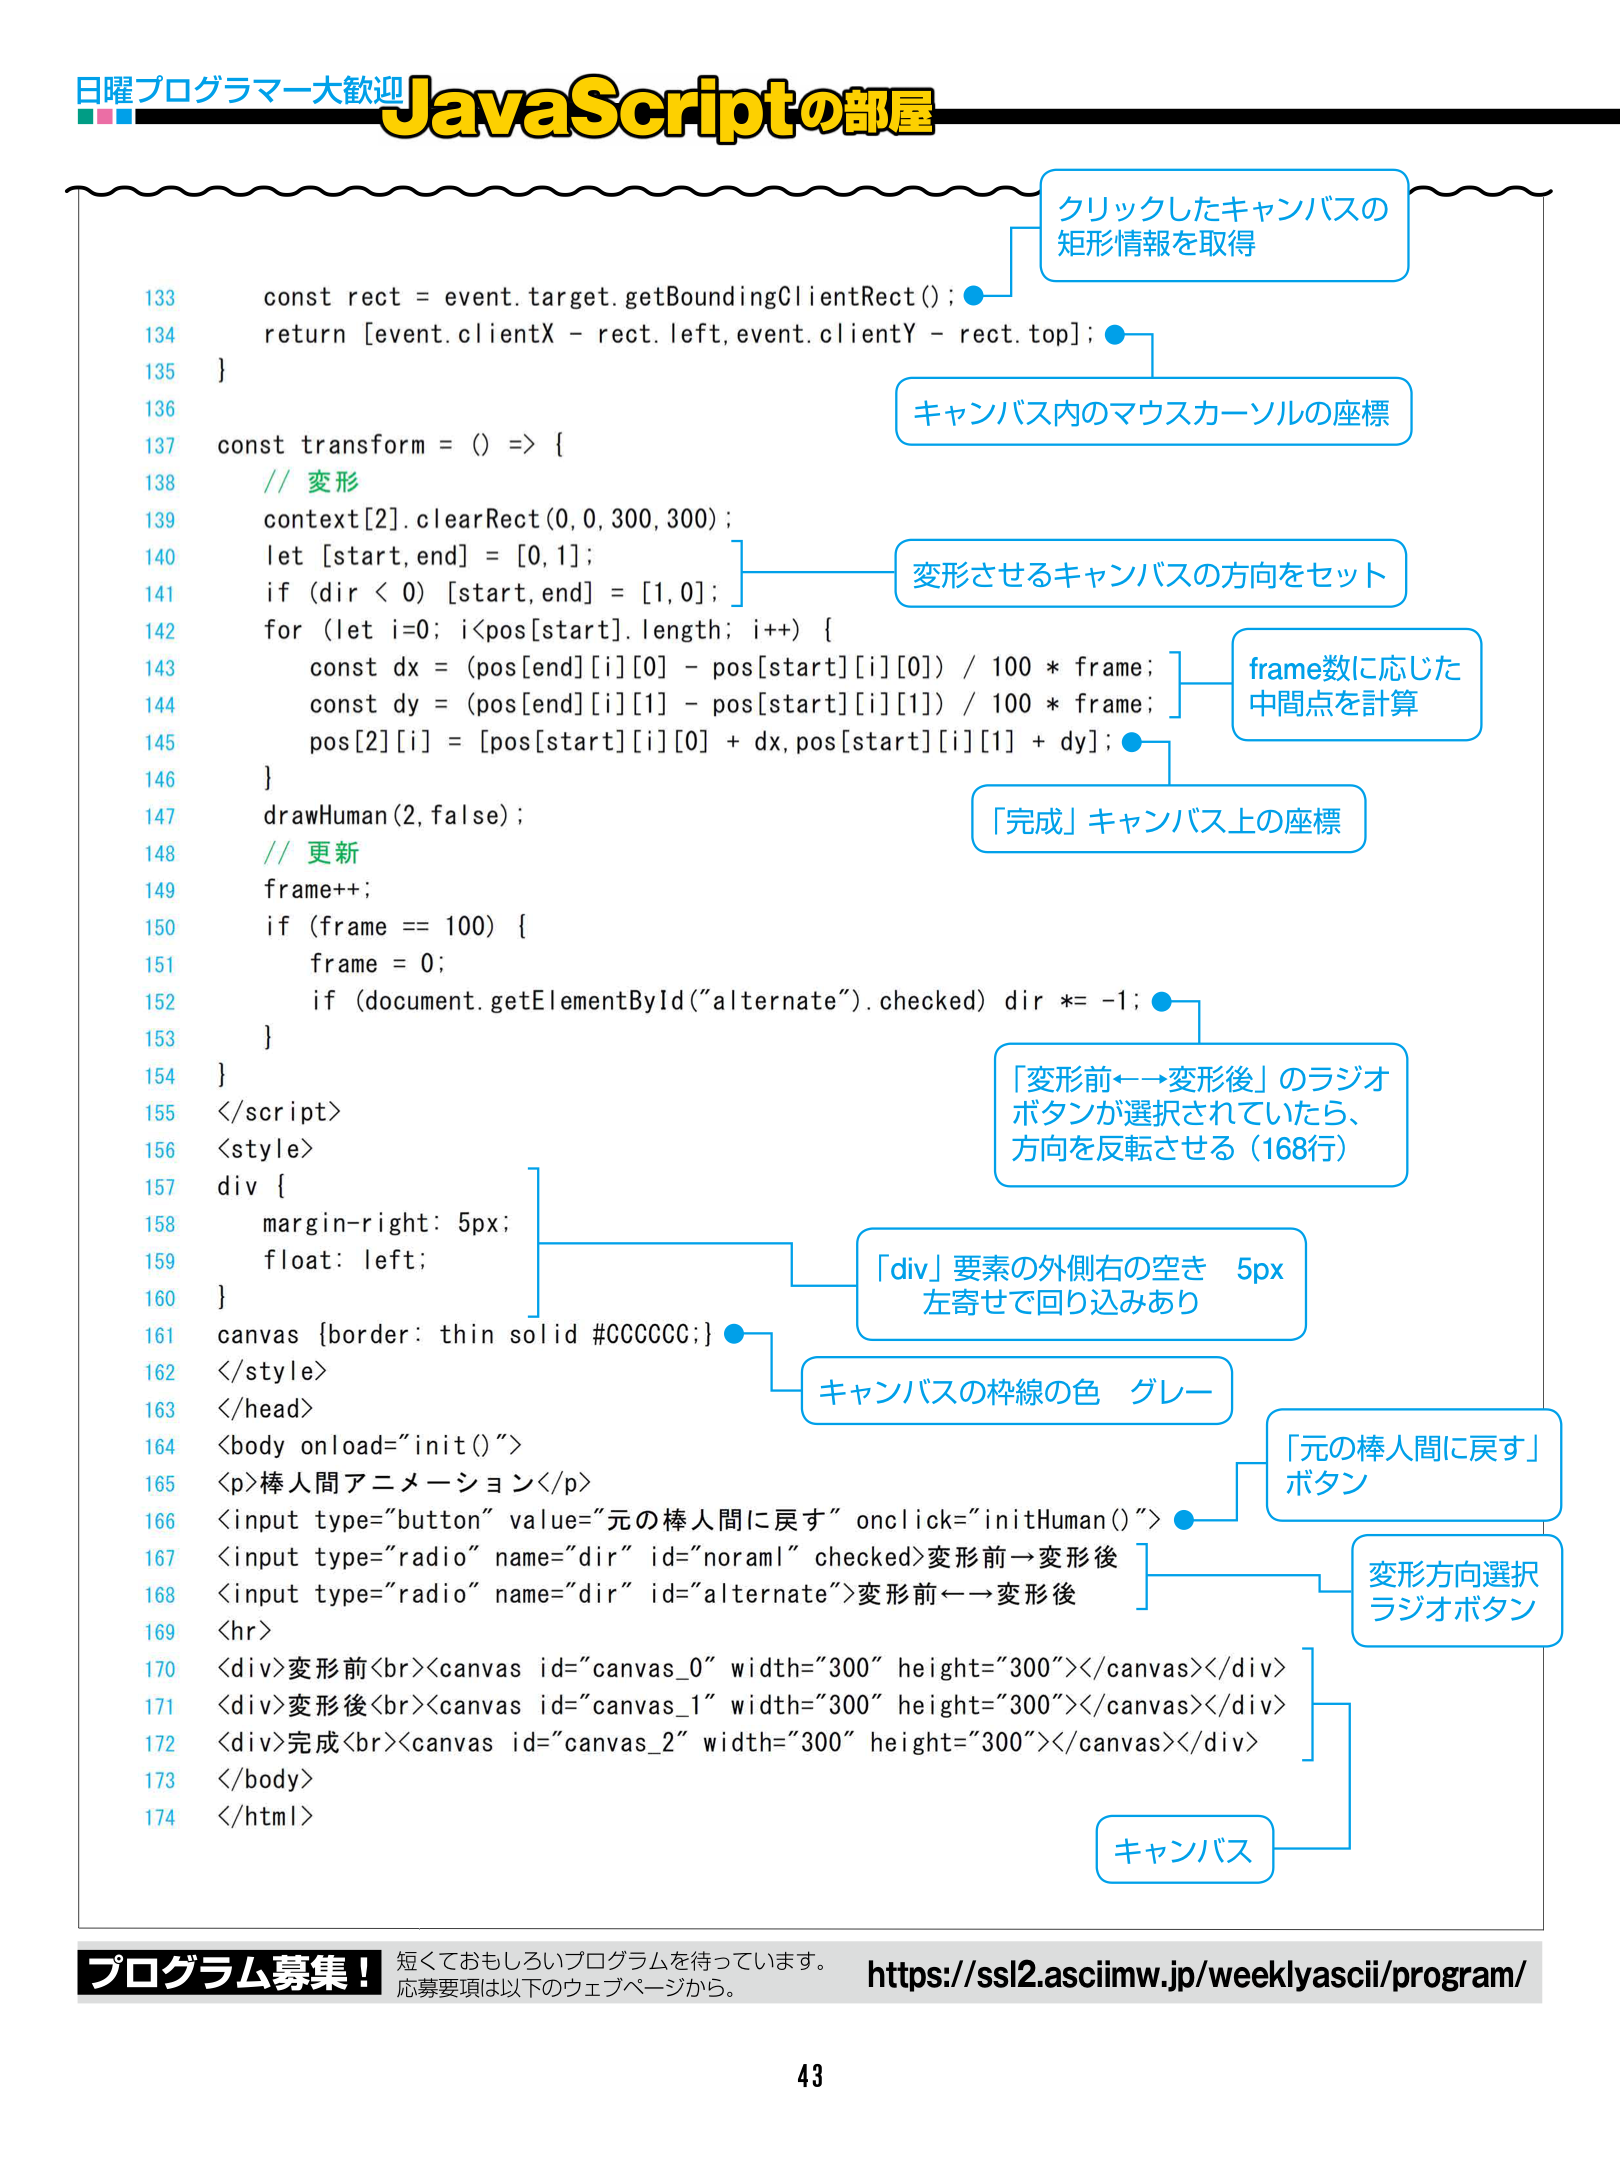 日曜プログラマー大歓迎
JavaScriptの部屋
クリックしたキャンバスの
矩形情報を取得
133 const rect = event.target.getBoundingClientRect();
134 return [event.clientX - rect.left,event.clientY - rect.top];
135 }
キャンバス内のマウスカーソルの座標
136
137 const transform = () => {
138 // 変形
139 context[2].clearRect(0,0,300,300);
140 let [start,end] = [0,1];
141 if (dir < 0) [start,end] = [1,0];
変形させるキャンバスの方向をセット
142 for (let i=0; i<pos[start].length; i++) {
143 const dx = (pos[end][i][0] - pos[start][i][0]) / 100 * frame;
144 const dy = (pos[end][i][1] - pos[start][i][1]) / 100 * frame;
frame数に応じた
中間点を計算
145 pos[2][i] = [pos[start][i][0] + dx,pos[start][i][1] + dy];
146 }
147 drawHuman(2,false);
「完成」キャンバス上の座標
148 // 更新
149 frame++;
150 if (frame == 100) {
151 frame = 0;
152 if (document.getElementById("alternate").checked) dir *= -1;
153 }
154 }
「変形前←→変形後」のラジオ
ボタンが選択されていたら、
方向を反転させる（168行）
155 </script>
156 <style>
157 div {
158 margin-right: 5px;
159 float: left;
160 }
「div」要素の外側右の空き　5px
左寄せで回り込みあり
161 canvas {border: thin solid #CCCCCC;}
162 </style>
キャンバスの枠線の色　グレー
163 </head>
164 <body onload="init()">
165 <p>棒人間アニメーション</p>
「元の棒人間に戻す」
ボタン
166 <input type="button" value="元の棒人間に戻す" onclick="initHuman()">
167 <input type="radio" name="dir" id="noraml" checked>変形前→変形後
168 <input type="radio" name="dir" id="alternate">変形前←→変形後
変形方向選択
ラジオボタン
169 <hr>
170 <div>変形前<br><canvas id="canvas_0" width="300" height="300"></canvas></div>
171 <div>変形後<br><canvas id="canvas_1" width="300" height="300"></canvas></div>
172 <div>完成<br><canvas id="canvas_2" width="300" height="300"></canvas></div>
173 </body>
174 </html>
キャンバス
プログラム募集！
短くておもしろいプログラムを待っています。
応募要項は以下のウェブページから。
https://ssl2.asciimw.jp/weeklyascii/program/
43